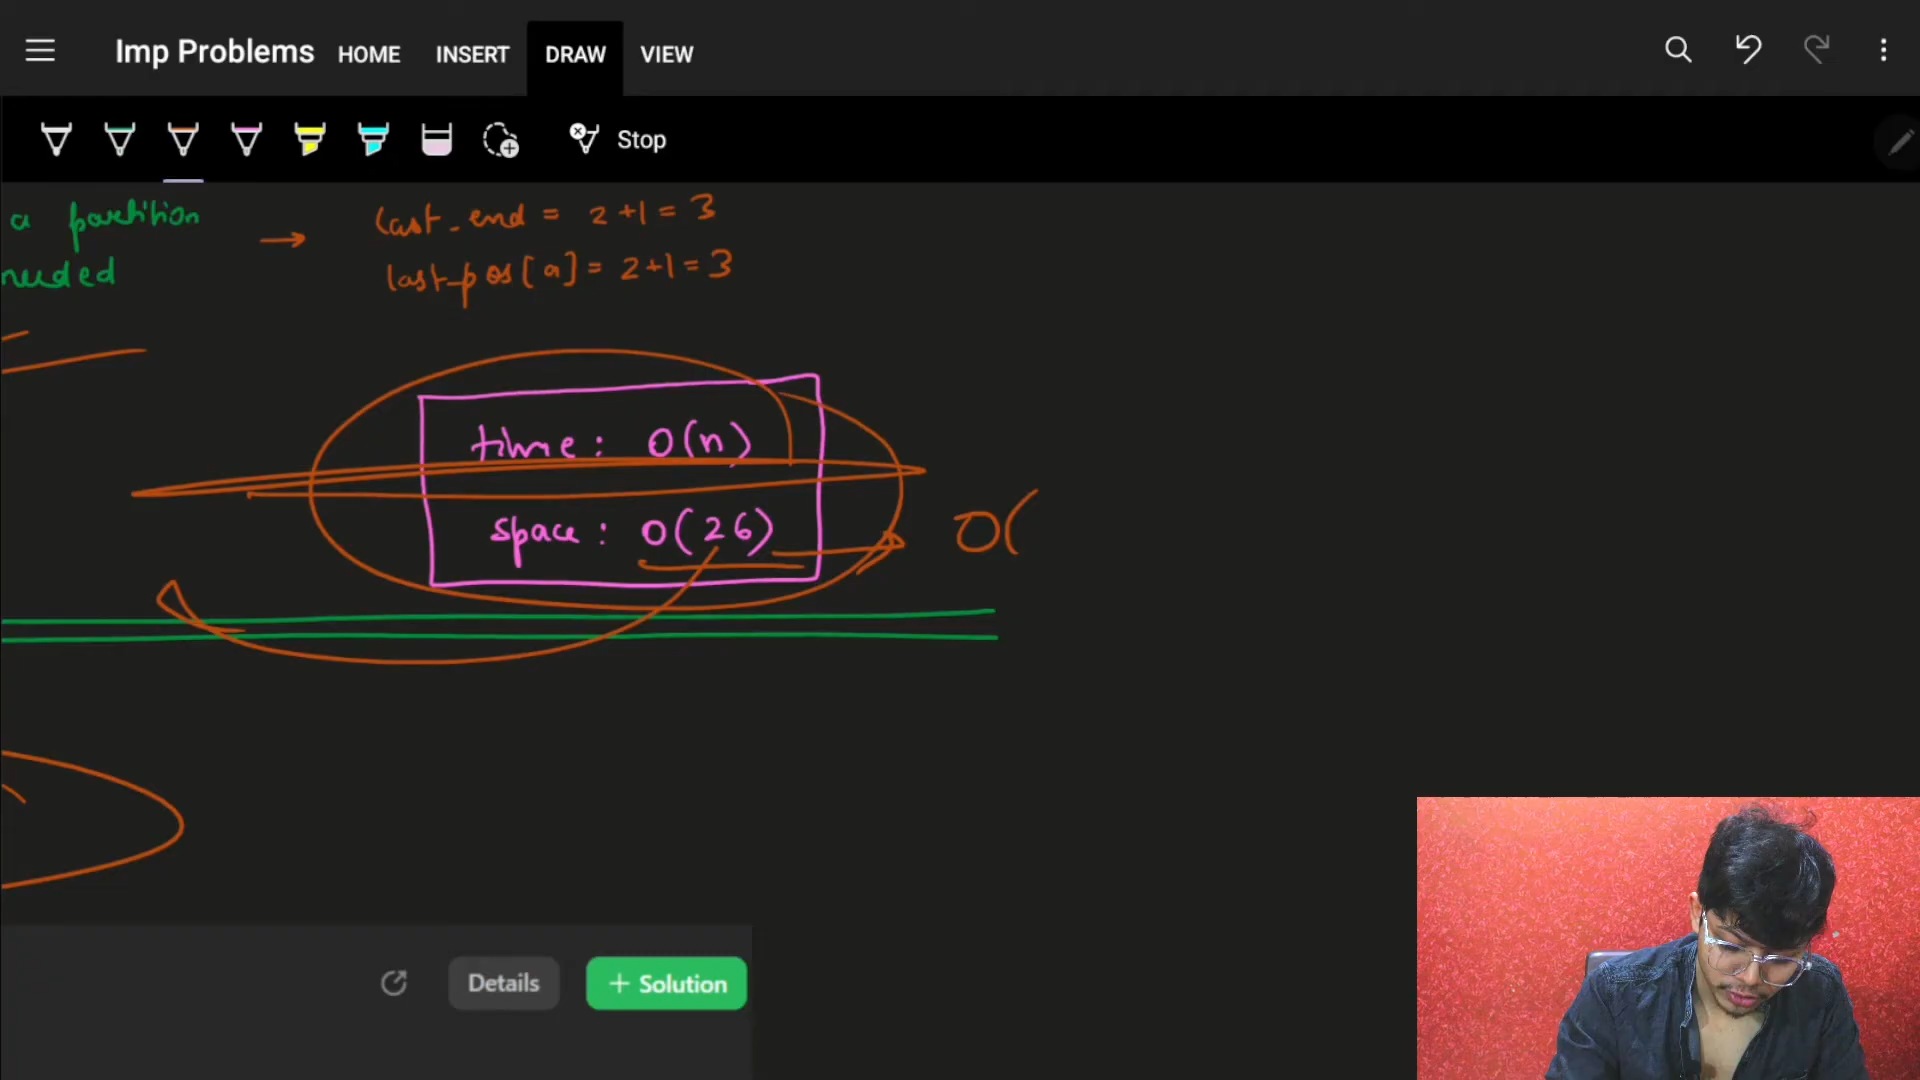 Imp Problems HOME INSERT DRAW VIEW
Stop
a partition
needed
→ last_end = 2+1=3
last_pos[a]= 2+1=3
time: O(n)
space: O(26) → O(
Details + Solution